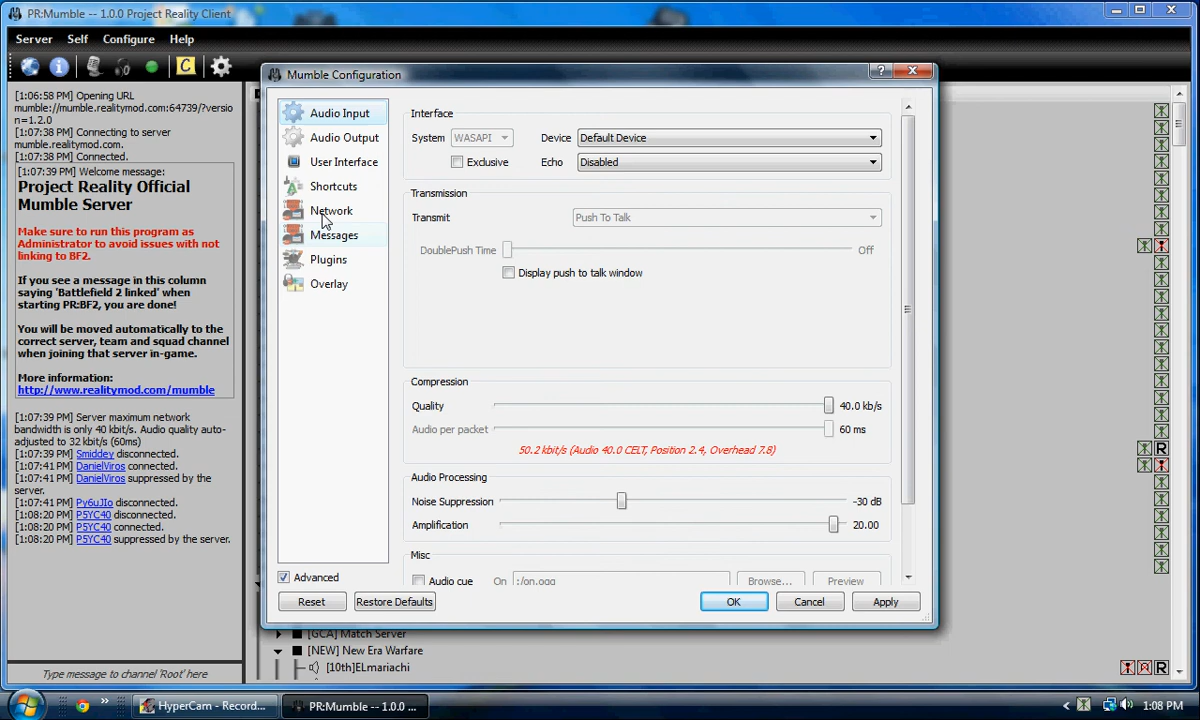 PR:Mumble -- 1.0.0 Project Reality Client
Server Self Configure Help
[1:06:58 PM] Opening URL
mumble://mumble.realitymod.com:64739/?versio
n=1.2.0
[1:07:38 PM] Connecting to server
mumble.realitymod.com.
[1:07:38 PM] Connected.
[1:07:39 PM] Welcome message:
Project Reality Official
Mumble Server
Make sure to run this program as
Administrator to avoid issues with not
linking to BF2.
If you see a message in this column
saying 'Battlefield 2 linked' when
starting PR:BF2, you are done!
You will be moved automatically to the
correct server, team and squad channel
when joining that server in-game.
More information:
http://www.realitymod.com/mumble
[1:07:39 PM] Server maximum network
bandwidth is only 40 kbit/s. Audio quality auto-
adjusted to 32 kbit/s (60ms)
[1:07:39 PM] Smiddey disconnected.
[1:07:41 PM] DanielViros connected.
[1:07:41 PM] DanielViros suppressed by the
server.
[1:07:41 PM] Py6uJIo disconnected.
[1:08:20 PM] P5YC40 disconnected.
[1:08:20 PM] P5YC40 connected.
[1:08:20 PM] P5YC40 suppressed by the server.
Type message to channel 'Root' here
Mumble Configuration
?
Audio Input
Audio Output
User Interface
Shortcuts
Network
Messages
Plugins
Overlay
Advanced
Reset
Restore Defaults
Interface
System WASAPI Device Default Device
Exclusive Echo Disabled
Transmission
Transmit Push To Talk
DoublePush Time Off
Display push to talk window
Compression
Quality 40.0 kb/s
Audio per packet 60 ms
50.2 kbit/s (Audio 40.0 CELT, Position 2.4, Overhead 7.8)
Audio Processing
Noise Suppression -30 dB
Amplification 20.00
Misc
Audio cue On :/on.ogg Browse... Preview
OK Cancel Apply
[GCA] Match Server
[NEW] New Era Warfare
[10th]ELmariachi
HyperCam - Record...
PR:Mumble -- 1.0.0 ...
1:08 PM